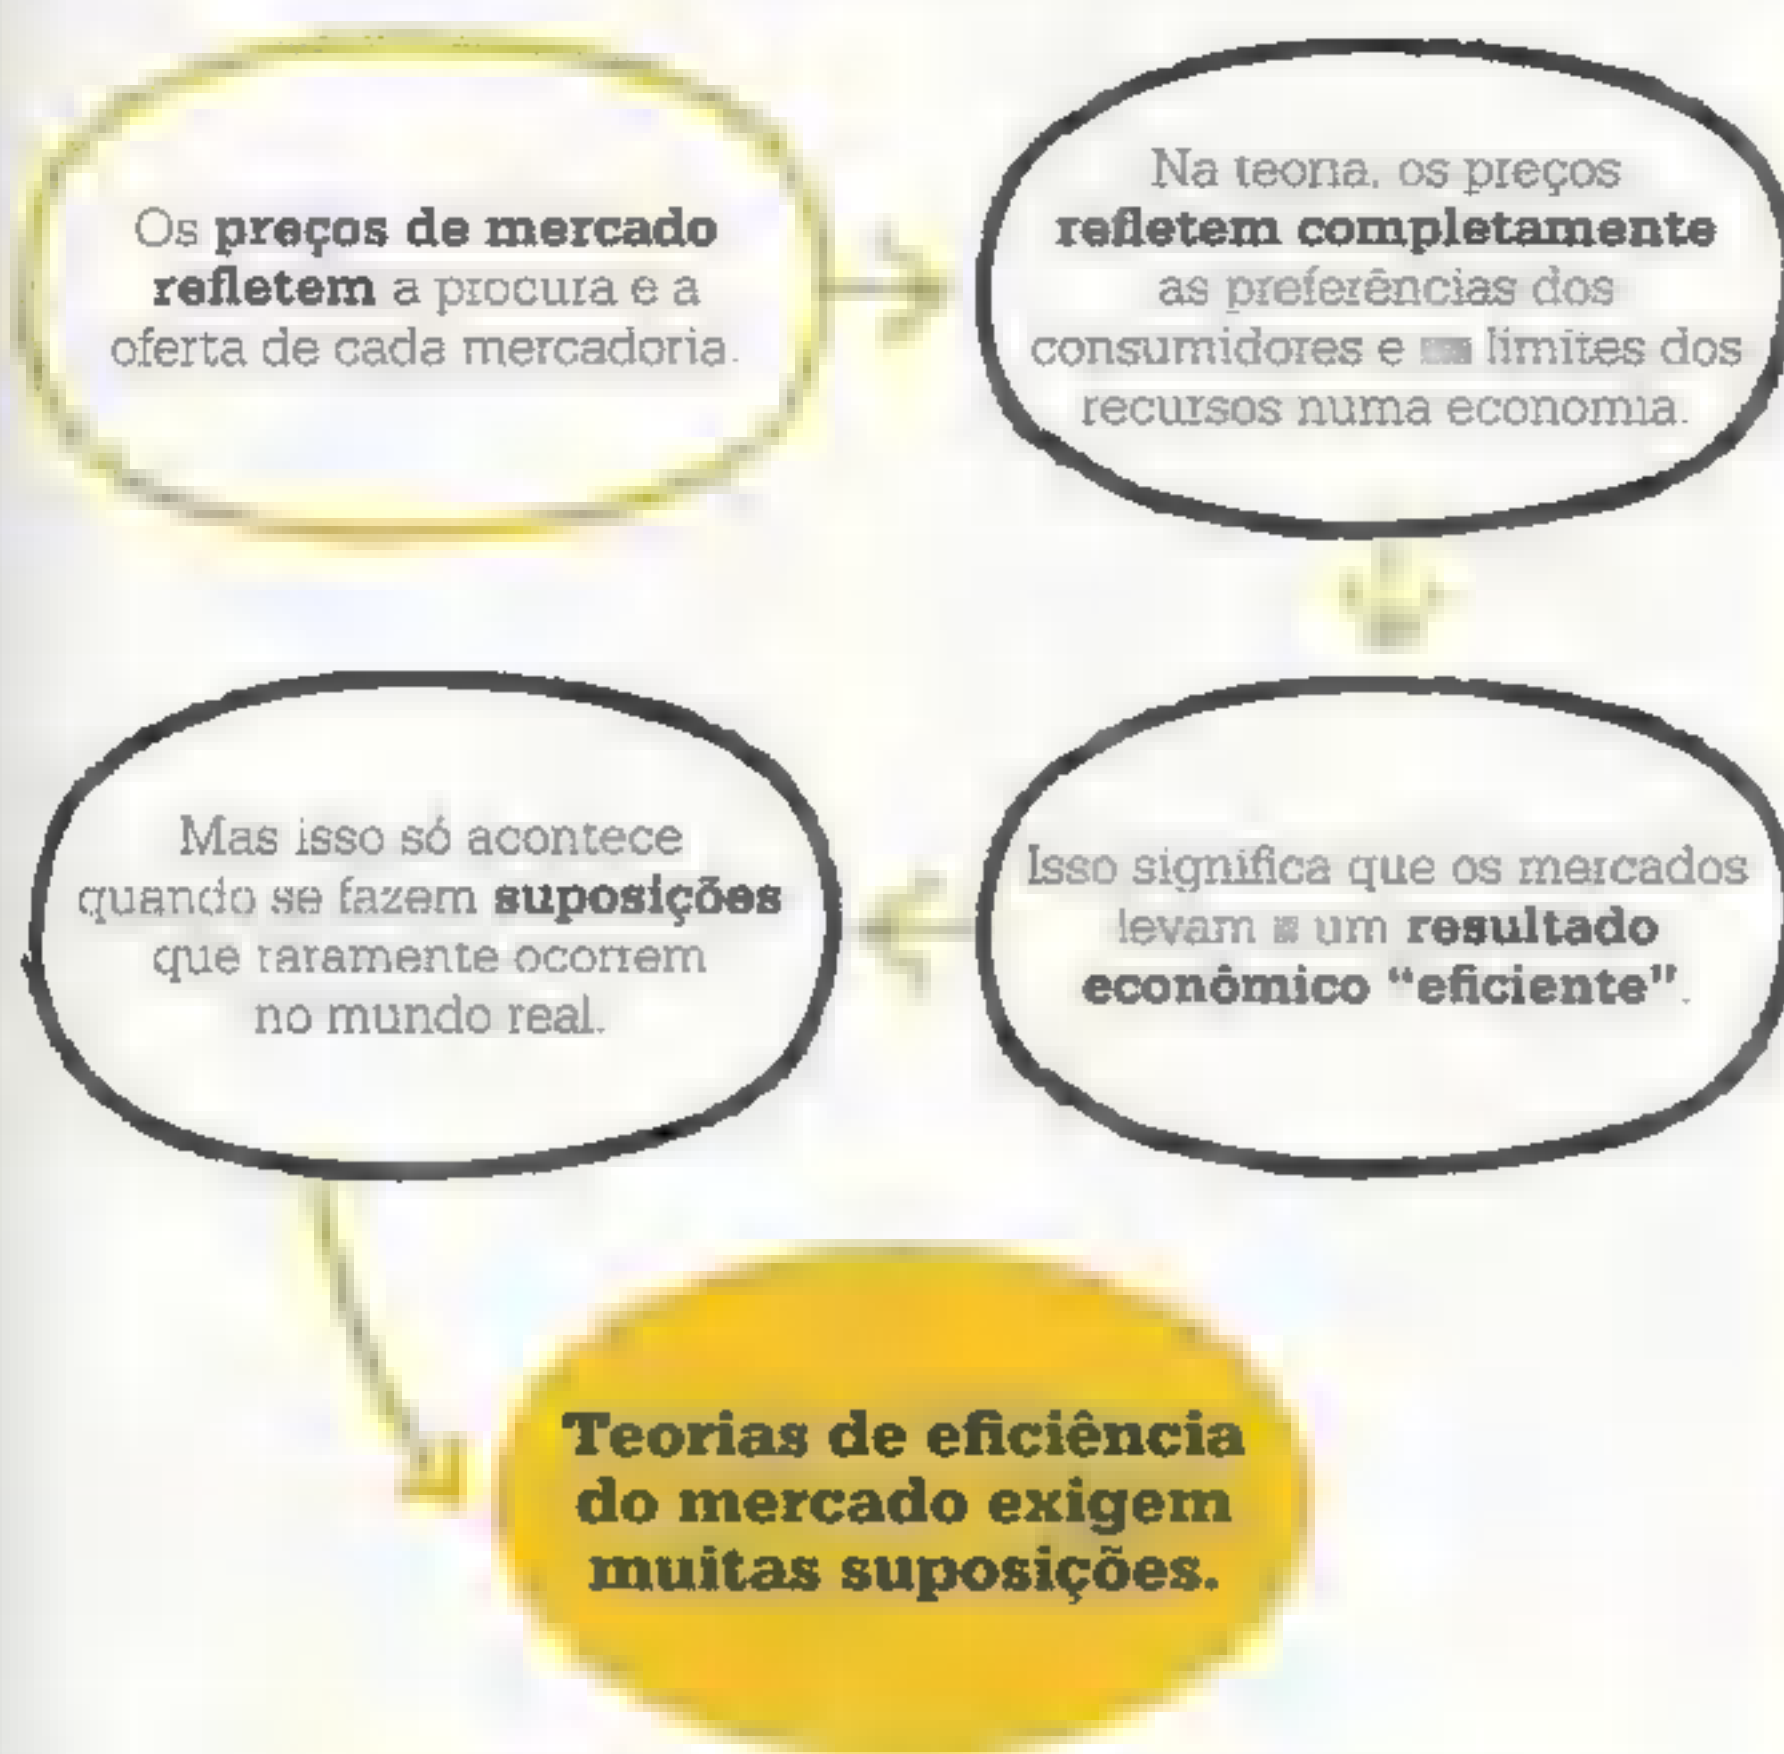 Os preços de mercado
refletem a procura e a
oferta de cada mercadoria.
Na teoria, os preços
refletem completamente
as preferências dos
consumidores e limites dos
recursos numa economia.
Isso significa que os mercados
levam a um resultado
econômico “eficiente”.
Mas isso só acontece
quando se fazem suposições
que raramente ocorrem
no mundo real.
Teorias de eficiência
do mercado exigem
muitas suposições.